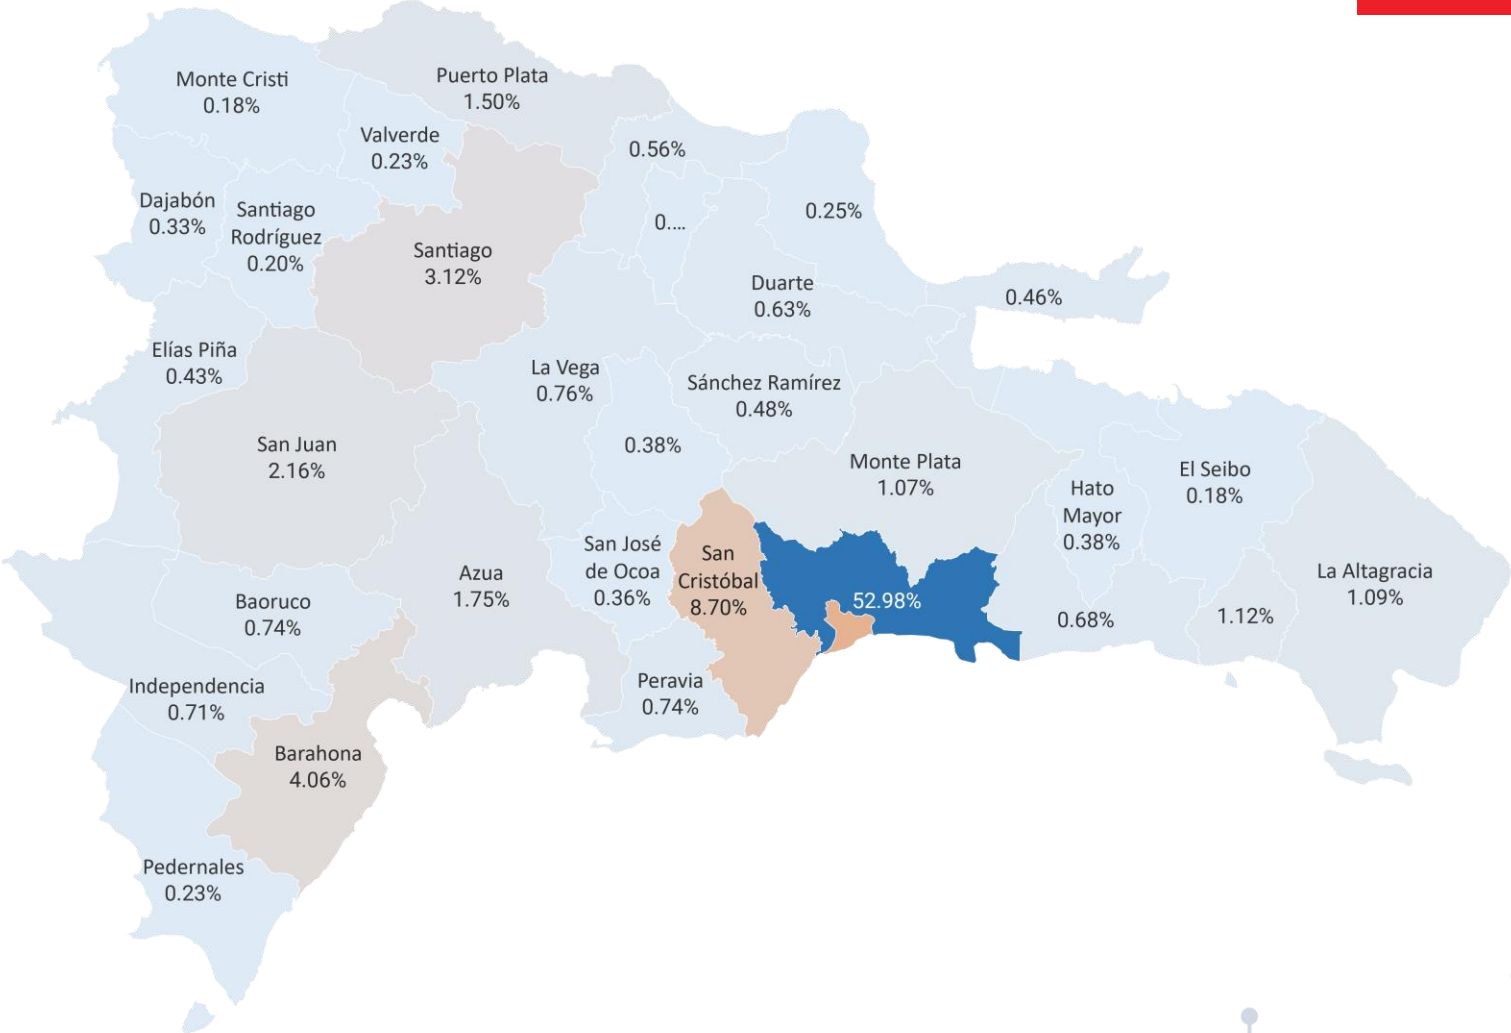 Monte Cristi
0.18%
Puerto Plata
1.50%
Valverde
0.23%
0.56%
Dajabón
0.33%
Santiago
Rodríguez
0.20%
Santiago
3.12%
0....
0.25%
Duarte
0.63%
0.46%
Elías Piña
0.43%
La Vega
0.76%
Sánchez Ramírez
0.48%
San Juan
2.16%
0.38%
Monte Plata
1.07%
Hato
Mayor
0.38%
El Seibo
0.18%
San José
de Ocoa
0.36%
San
Cristóbal
8.70%
Azua
1.75%
52.98%
La Altagracia
1.09%
Baoruco
0.74%
0.68%
1.12%
Independencia
0.71%
Peravia
0.74%
Barahona
4.06%
Pedernales
0.23%